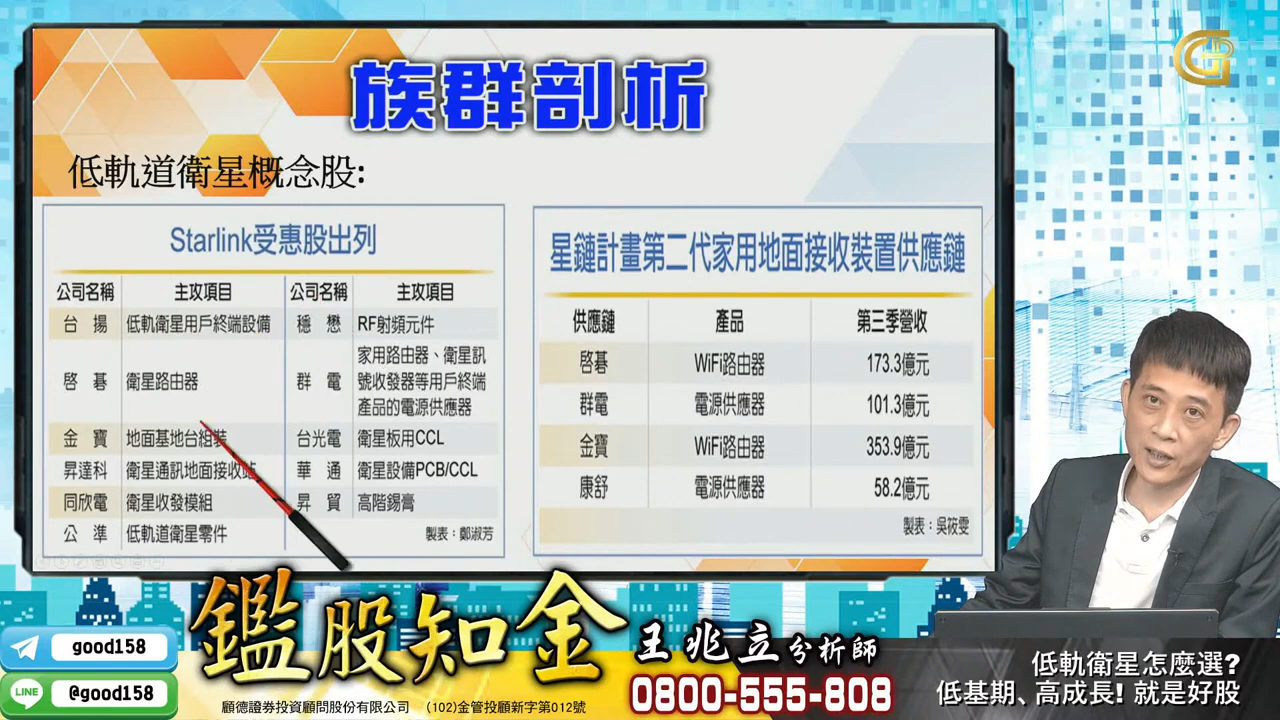 族群剖析
低軌道衛星概念股:
Starlink受惠股出列
公司名稱 主攻項目 公司名稱 主攻項目
台揚 低軌衛星用戶終端設備 穩懋 RF射頻元件
啓碁 衛星路由器 群電 家用路由器、衛星訊
號收發器等用戶終端
產品的電源供應器
金寶 地面基地台組裝 台光電 衛星板用CCL
昇達科 衛星通訊地面接收站 華通 衛星設備PCB/CCL
同欣電 衛星收發模組 昇貿 高階錫膏
公準 低軌道衛星零件
製表:鄭淑芳
星鏈計畫第二代家用地面接收裝置供應鏈
供應鏈 產品 第三季營收
啓碁 WiFi路由器 173.3億元
群電 電源供應器 101.3億元
金寶 WiFi路由器 353.9億元
康舒 電源供應器 58.2億元
製表:吳筱雯
good158
LINE @good158
鑑股知金
王兆立分析師
0800-555-808
顧德證券投資顧問股份有限公司 (102)金管投顧新字第012號
低軌衛星怎麼選?
低基期、高成長! 就是好股